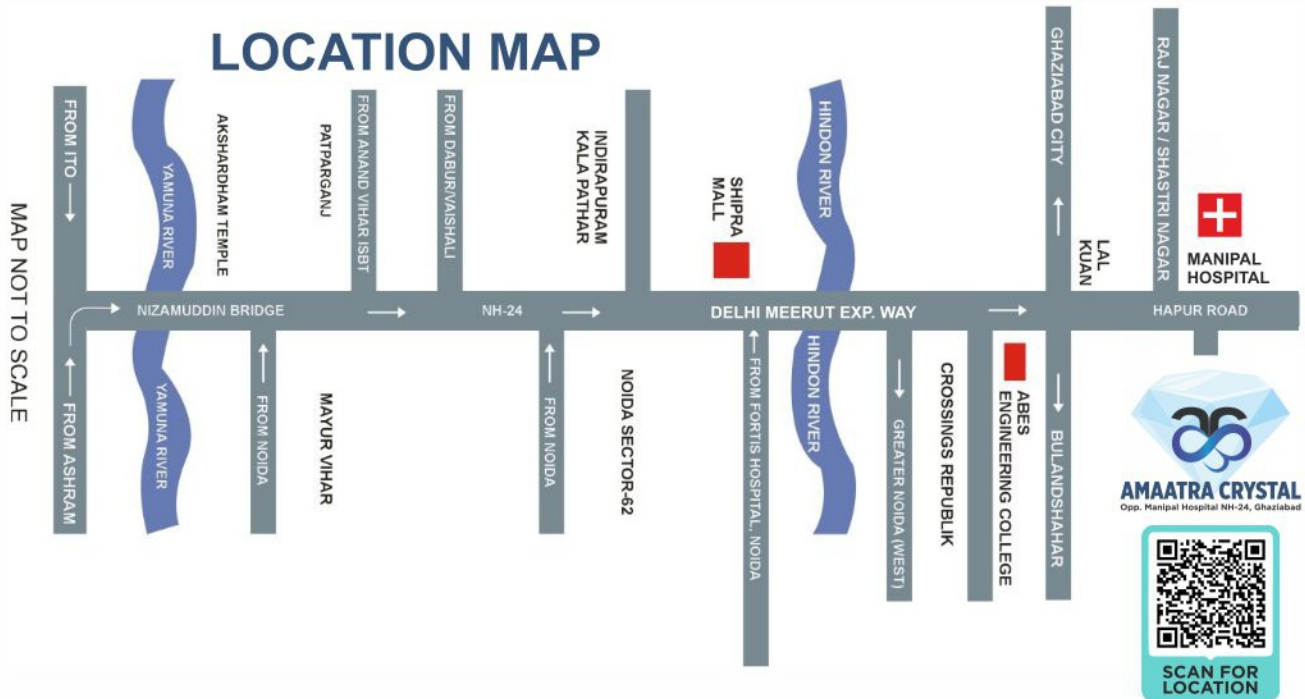 LOCATION MAP
MAP NOT TO SCALE
FROM ITO
YAMUNA RIVER
AKSHARDHAM TEMPLE
PATPARGANJ
FROM ANAND VIHAR ISBT
FROM DABUR/VAISHALI
INDIRAPURAM
KALA PATHAR
SHIPRA
MALL
HINDON RIVER
GHAZIABAD CITY
LAL
KUAN
RAJ NAGAR / SHASTRI NAGAR
MANIPAL
HOSPITAL
NIZAMUDDIN BRIDGE
NH-24
DELHI MEERUT EXP. WAY
HAPUR ROAD
FROM ASHRAM
YAMUNA RIVER
FROM NOIDA
MAYUR VIHAR
FROM NOIDA
NOIDA SECTOR-62
FROM FORTIS HOSPITAL, NOIDA
HINDON RIVER
GREATER NOIDA (WEST)
CROSSINGS REPUBLIK
ABES
ENGINEERING COLLEGE
BULANDSHAHAR
AMAATRA CRYSTAL
Opp. Manipal Hospital NH-24, Ghaziabad
SCAN FOR
LOCATION